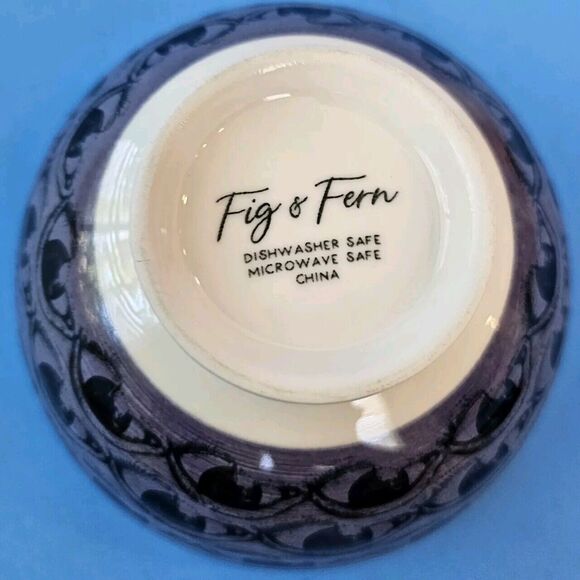 Fig & Fern
DISHWASHER SAFE
MICROWAVE SAFE
CHINA